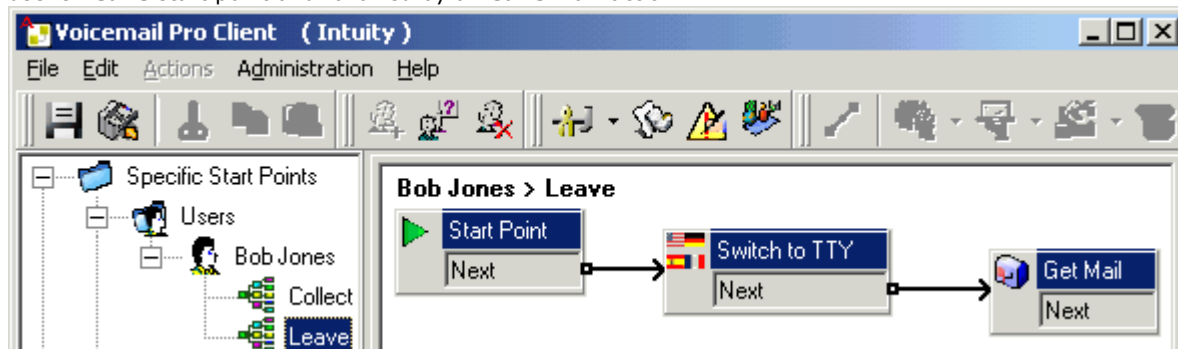 Voicemail Pro Client ( Intuity )
File Edit Actions Administration Help
Specific Start Points
Users
Bob Jones
Collect
Leave
Bob Jones > Leave
Start Point
Next
Switch to TTY
Next
Get Mail
Next